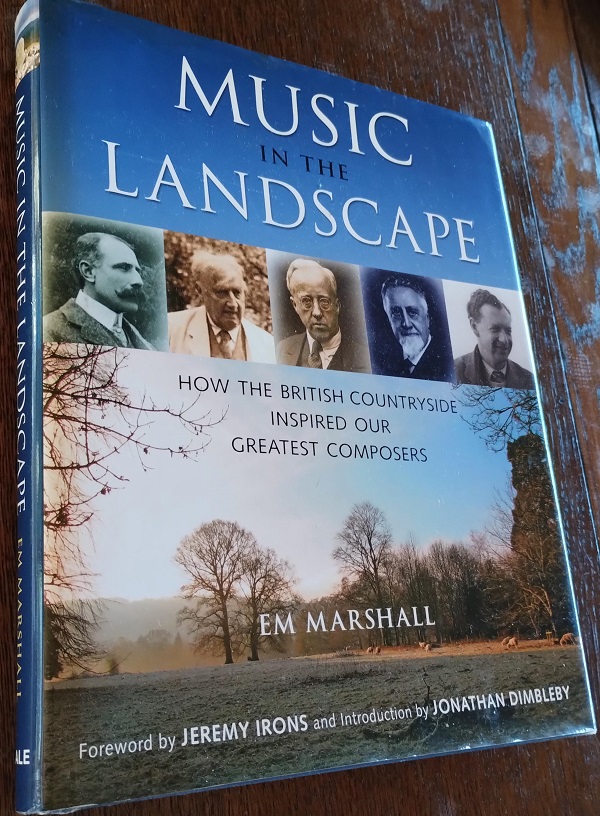 MUSIC
IN THE
LANDSCAPE
HOW THE BRITISH COUNTRYSIDE
INSPIRED OUR
GREATEST COMPOSERS
EM MARSHALL
Foreword by JEREMY IRONS and Introduction by JONATHAN DIMBLEBY
MUSIC IN THE LANDSCAPE EM MARSHALL